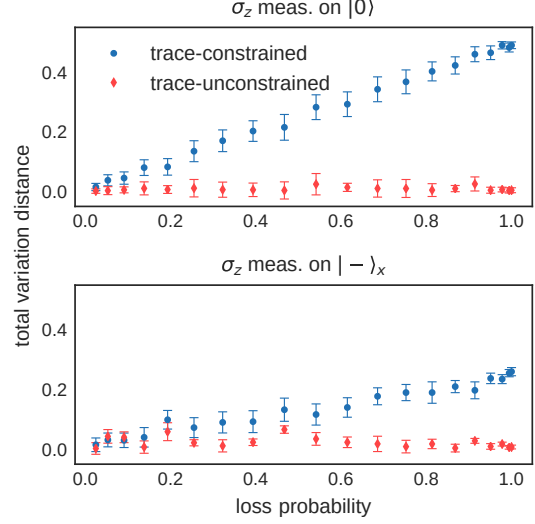 σz meas. on |0⟩
trace-constrained
trace-unconstrained
0.4
0.2
0.0
0.0 0.2 0.4 0.6 0.8 1.0
total variation distance
σz meas. on | − ⟩x
0.4
0.2
0.0
0.0 0.2 0.4 0.6 0.8 1.0
loss probability